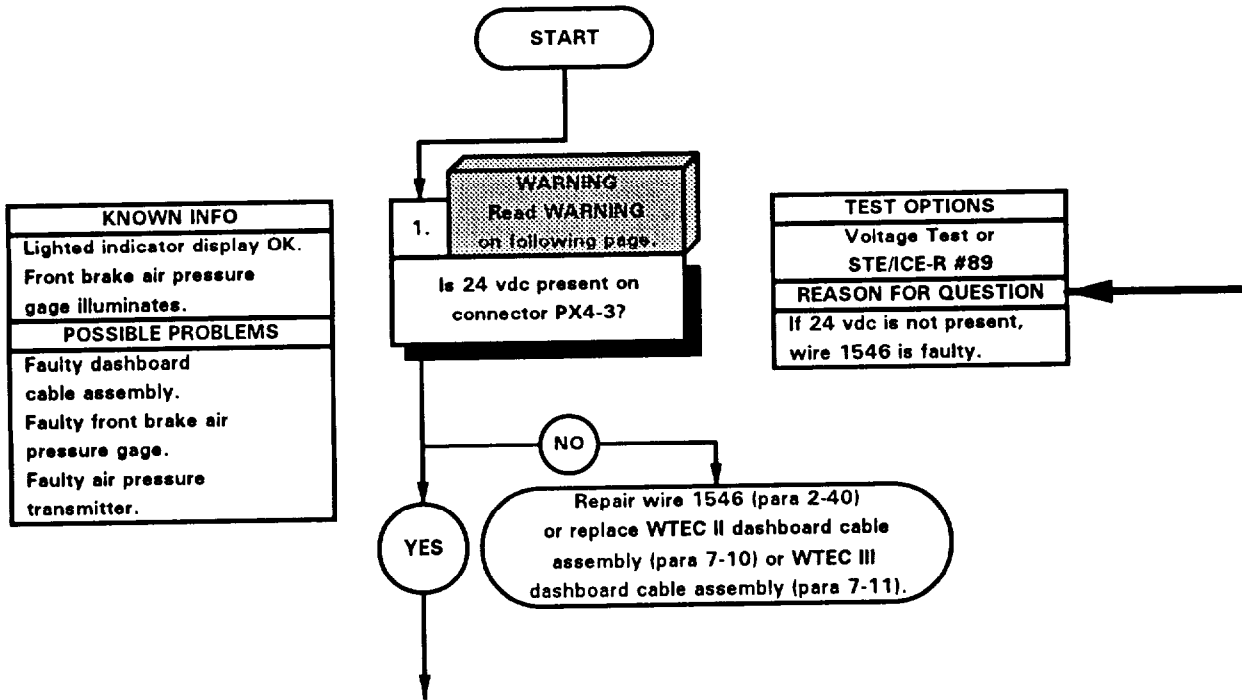 START
WARNING
Read WARNING
on following page.
1.
Is 24 vdc present on
connector PX4-3?
KNOWN INFO
Lighted indicator display OK.
Front brake air pressure
gage illuminates.
POSSIBLE PROBLEMS
Faulty dashboard
cable assembly.
Faulty front brake air
pressure gage.
Faulty air pressure
transmitter.
TEST OPTIONS
Voltage Test or
STE/ICE-R #89
REASON FOR QUESTION
If 24 vdc is not present,
wire 1546 is faulty.
NO
YES
Repair wire 1546 (para 2-40)
or replace WTEC II dashboard cable
assembly (para 7-10) or WTEC III
dashboard cable assembly (para 7-11).